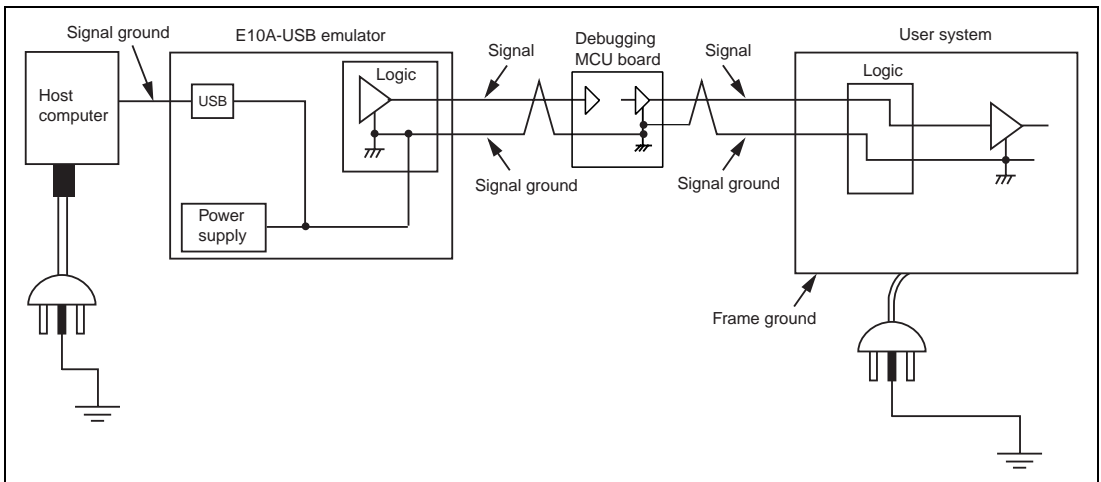 Signal ground
E10A-USB emulator
Debugging
MCU board
User system
Signal
Signal
Logic
Logic
Host
computer
USB
Signal ground
Signal ground
Power
supply
Frame ground